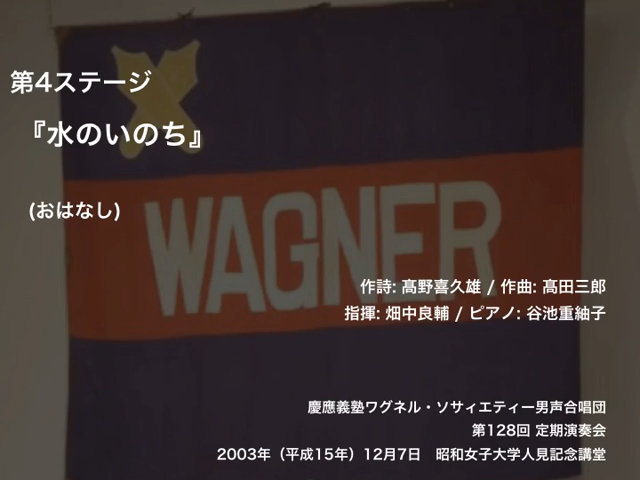 第4ステージ
『水のいのち』
(おはなし)
WAGNER
作詩: 髙野喜久雄 / 作曲: 髙田三郎
指揮: 畑中良輔 / ピアノ: 谷池重紬子
慶應義塾ワグネル・ソサィエティー男声合唱団
第128回 定期演奏会
2003年（平成15年）12月7日　昭和女子大学人見記念講堂